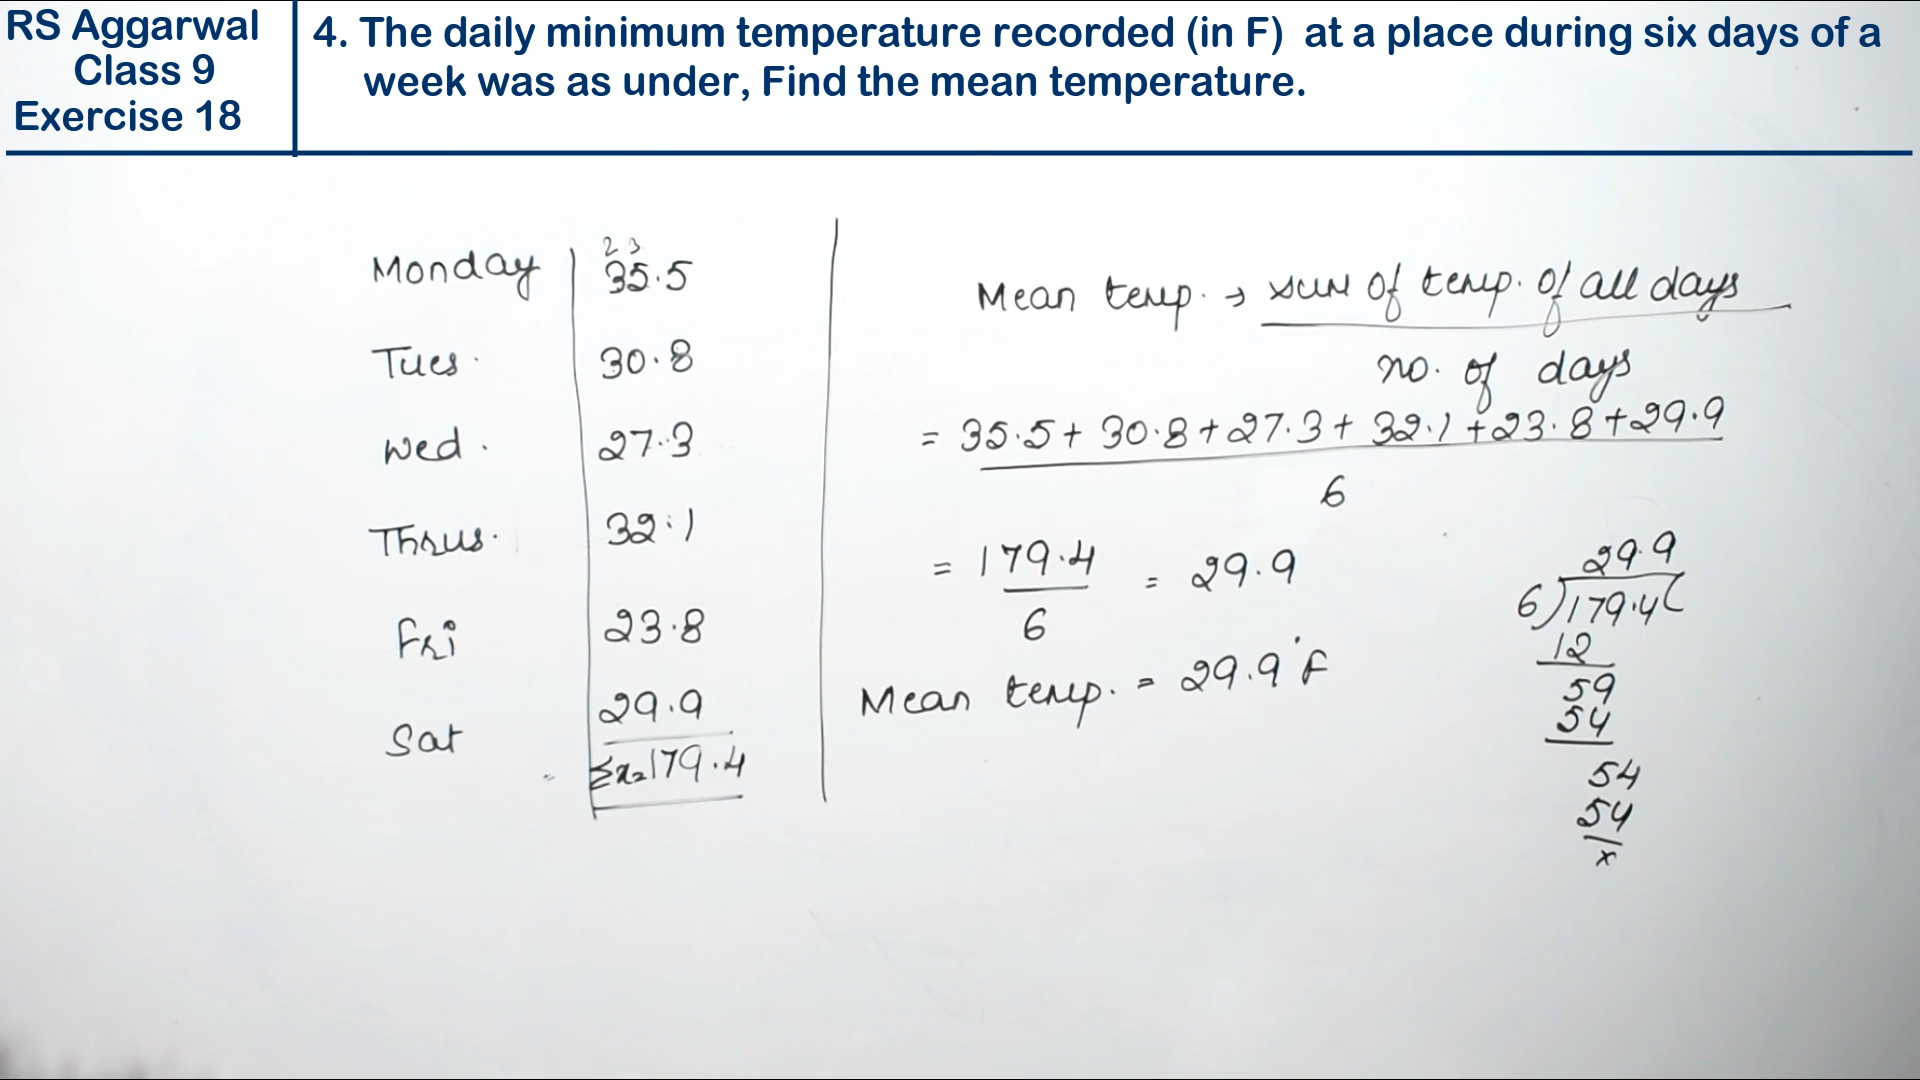 RS Aggarwal
Class 9
Exercise 18
4. The daily minimum temperature recorded (in F) at a place during six days of a
week was as under, Find the mean temperature.
2 3
Monday 35.5
Tues. 30.8
Wed. 27.3
Thrus. 32.1
Fri 23.8
Sat 29.9
Σx=179.4
Mean temp. → sum of temp. of all days
no. of days
= 35.5+ 30.8+27.3+ 32.1+23.8+29.9
6
= 179.4 = 29.9
6
Mean temp. = 29.9°F
29.9
6)179.4(
12
59
54
54
54
x